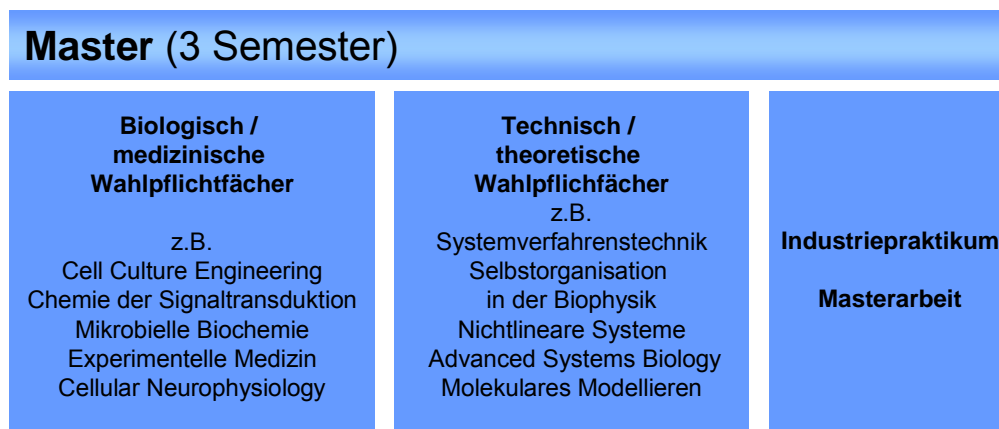 Master (3 Semester)
Biologisch /
medizinische
Wahlpflichtfächer
z.B.
Cell Culture Engineering
Chemie der Signaltransduktion
Mikrobielle Biochemie
Experimentelle Medizin
Cellular Neurophysiology
Technisch /
theoretische
Wahlpflichfächer
z.B.
Systemverfahrenstechnik
Selbstorganisation
in der Biophysik
Nichtlineare Systeme
Advanced Systems Biology
Molekulares Modellieren
Industriepraktikum
Masterarbeit